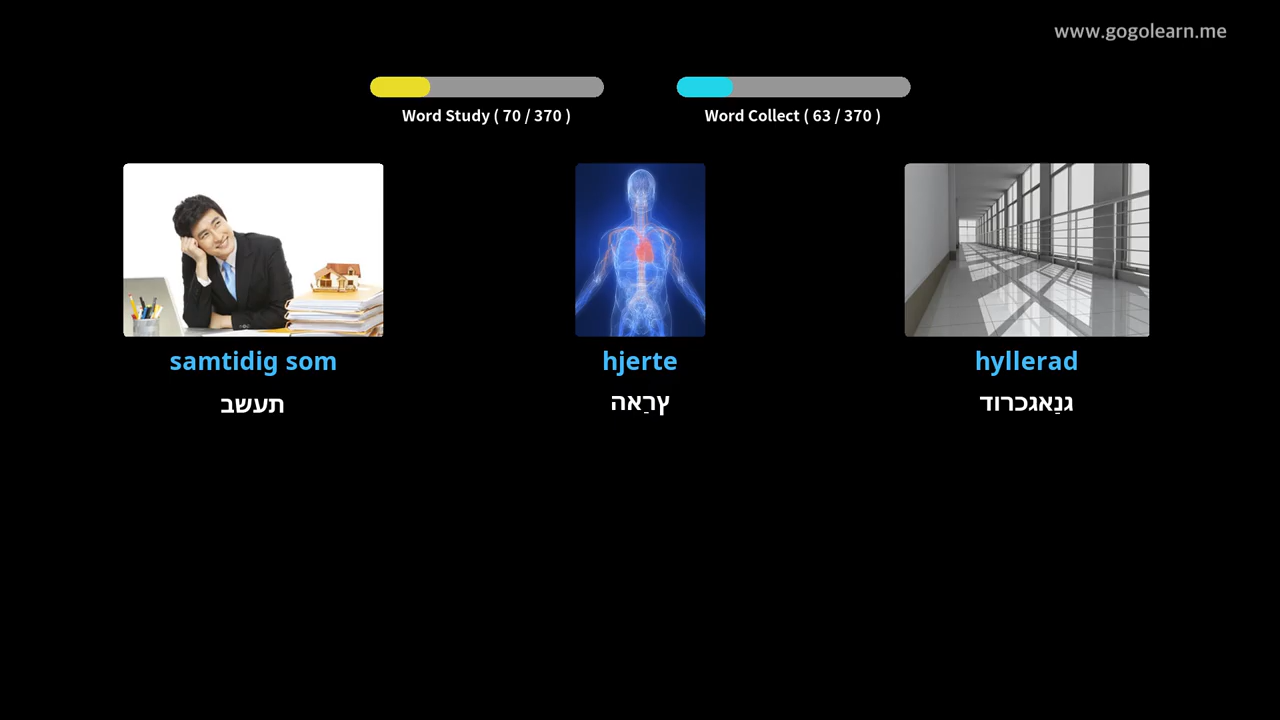 www.gogolearn.me
Word Study ( 70 / 370 )
Word Collect ( 63 / 370 )
samtidig som
תעשב
hjerte
ץרַאה
hyllerad
גנַאגכרוד